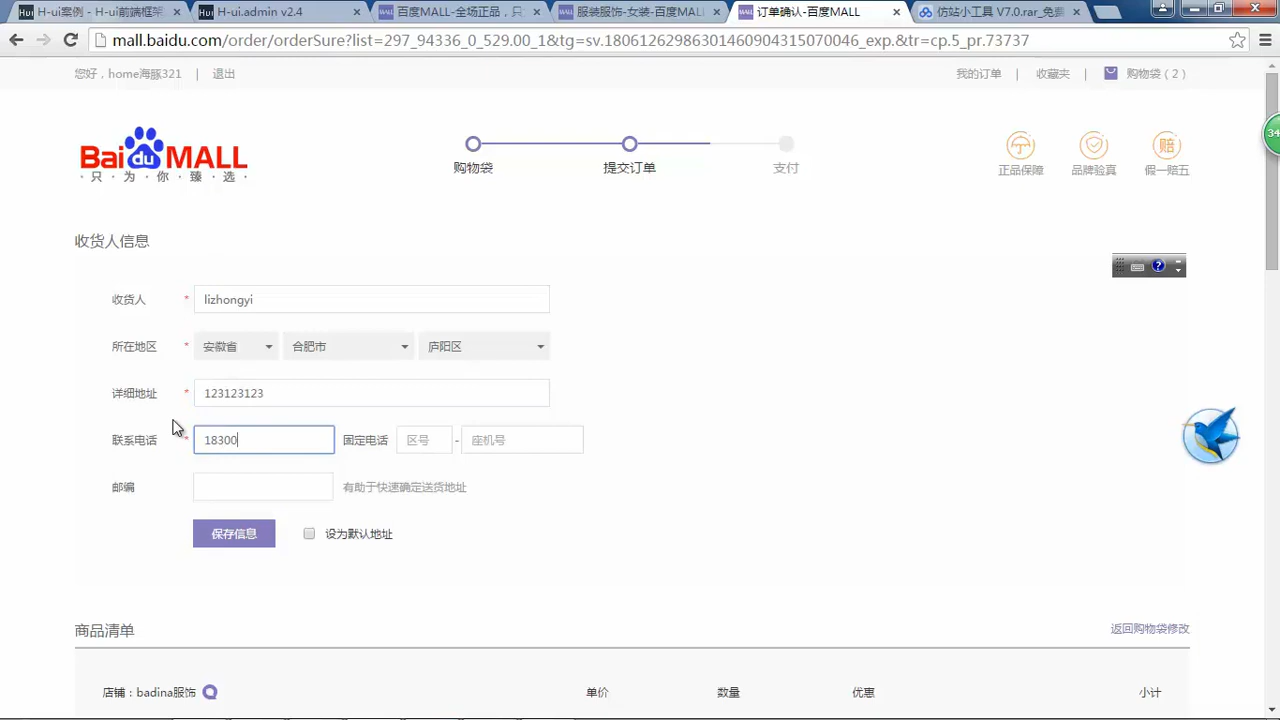 H-ui案例 - H-ui前端框架
H-ui.admin v2.4
百度MALL-全场正品，只
服装服饰-女装-百度MALL
订单确认-百度MALL
仿站小工具 V7.0.rar_免费
mall.baidu.com/order/orderSure?list=297_94336_0_529.00_1&tg=sv.18061262986301460904315070046_exp.&tr=cp.5_pr.73737
您好，home海豚321 | 退出
我的订单 | 收藏夹 | 购物袋（2）
Bai du MALL
·只·为·你·臻·选·
购物袋
提交订单
支付
正品保障
品牌验真
赔
假一赔五
34
收货人信息
收货人 * lizhongyi
所在地区 * 安徽省 合肥市 庐阳区
详细地址 * 123123123
联系电话 * 18300 固定电话 区号 - 座机号
邮编 有助于快速确定送货地址
保存信息 设为默认地址
商品清单
返回购物袋修改
店铺：badina服饰 单价 数量 优惠 小计